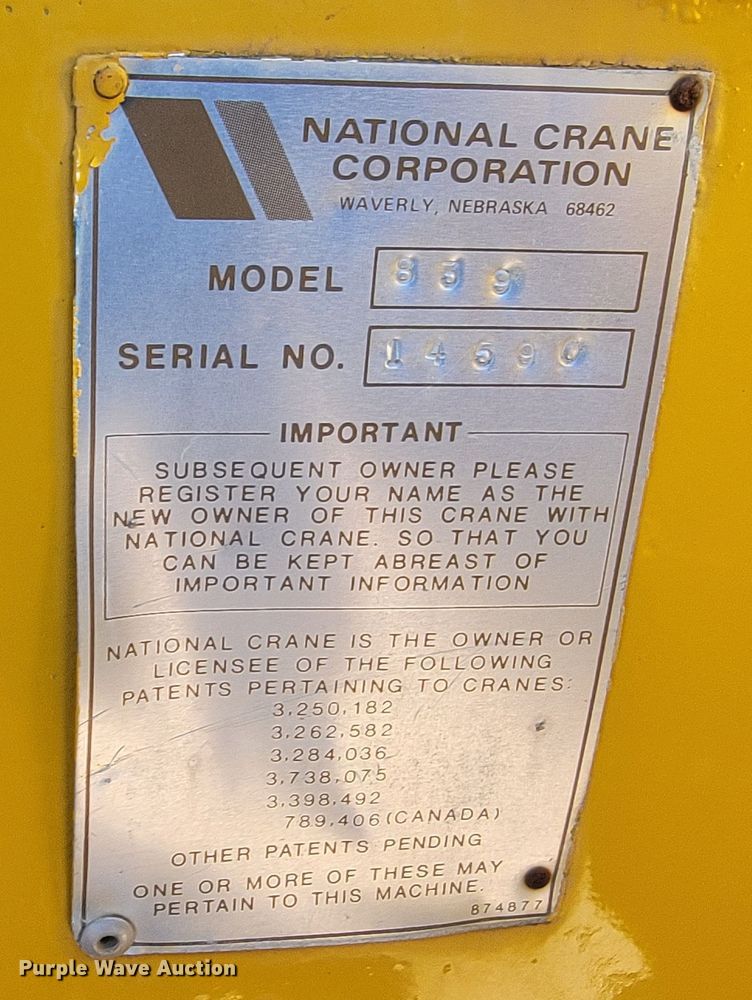 NATIONAL CRANE
CORPORATION
WAVERLY, NEBRASKA 68462
MODEL 859
SERIAL NO. 14590
IMPORTANT
SUBSEQUENT OWNER PLEASE
REGISTER YOUR NAME AS THE
NEW OWNER OF THIS CRANE WITH
NATIONAL CRANE. SO THAT YOU
CAN BE KEPT ABREAST OF
IMPORTANT INFORMATION
NATIONAL CRANE IS THE OWNER OR
LICENSEE OF THE FOLLOWING
PATENTS PERTAINING TO CRANES:
3,250,182
3,262,582
3,284,036
3,738,075
3,398,492
789,406(CANADA)
OTHER PATENTS PENDING
ONE OR MORE OF THESE MAY
PERTAIN TO THIS MACHINE.
874877
Purple Wave Auction